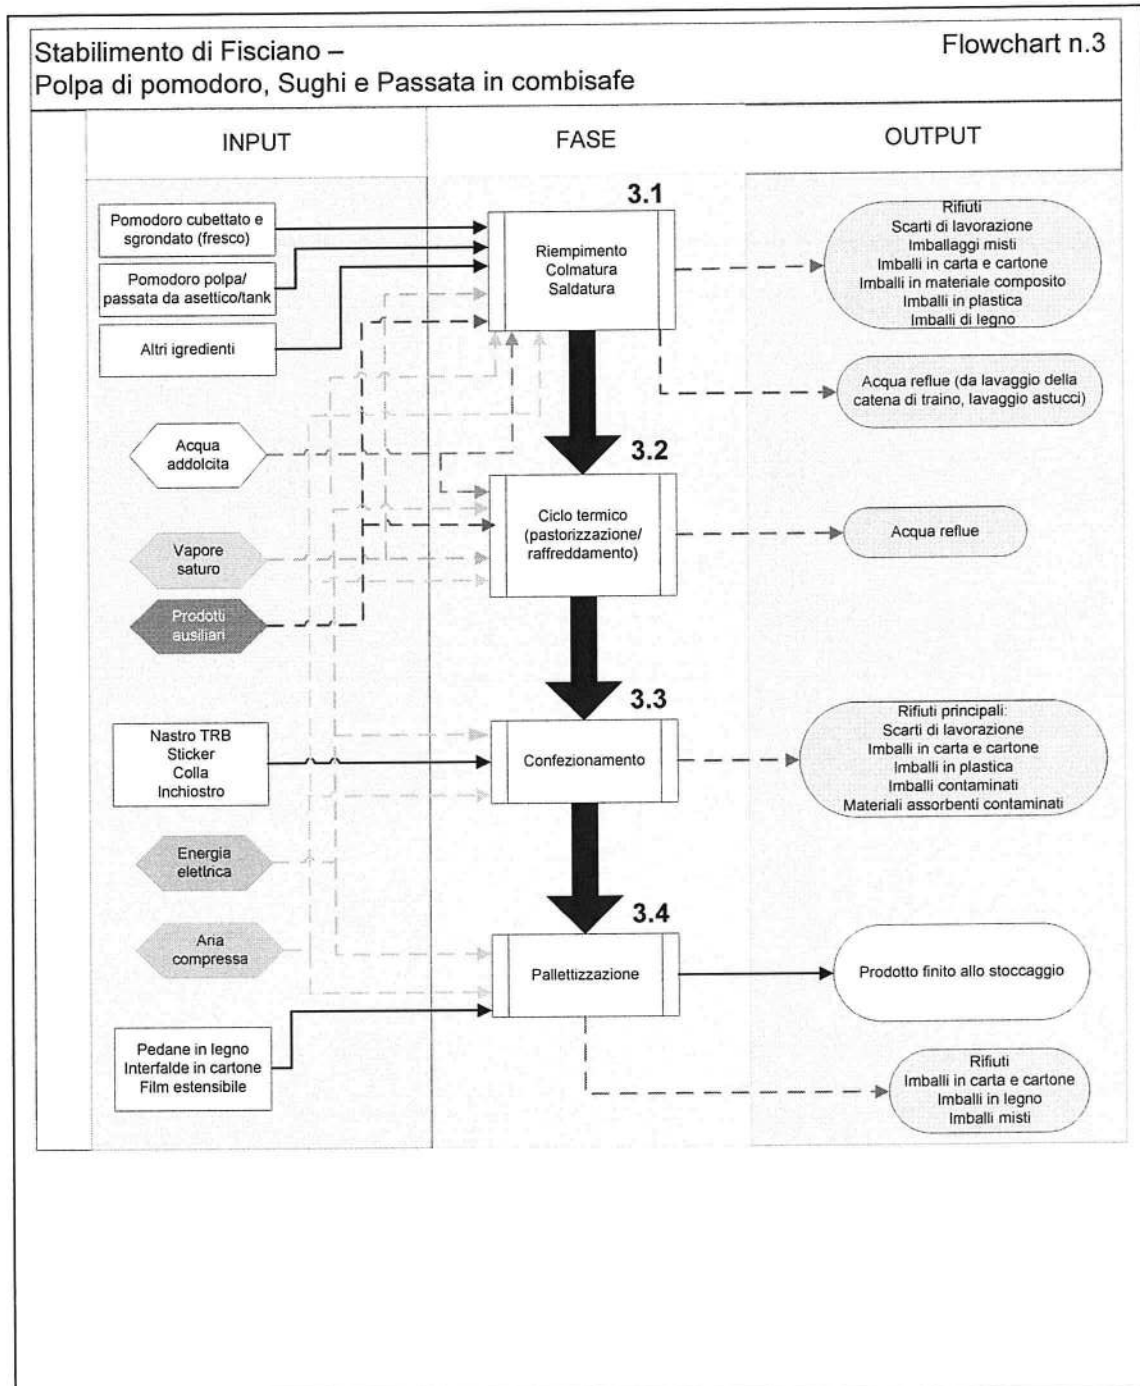 Stabilimento di Fisciano –
Polpa di pomodoro, Sughi e Passata in combisafe
Flowchart n.3
INPUT
FASE
OUTPUT
Pomodoro cubettato e
sgrondato (fresco)
Pomodoro polpa/
passata da asettico/tank
Altri igredienti
Acqua
addolcita
Vapore
saturo
Prodotti
ausiliari
Nastro TRB
Sticker
Colla
Inchiostro
Energia
elettrica
Aria
compressa
Pedane in legno
Interfalde in cartone
Film estensibile
3.1
Riempimento
Colmatura
Saldatura
3.2
Ciclo termico
(pastorizzazione/
raffreddamento)
3.3
Confezionamento
3.4
Pallettizzazione
Rifiuti
Scarti di lavorazione
Imballaggi misti
Imballi in carta e cartone
Imballi in materiale composito
Imballi in plastica
Imballi di legno
Acqua reflue (da lavaggio della
catena di traino, lavaggio astucci)
Acqua reflue
Rifiuti principali:
Scarti di lavorazione
Imballi in carta e cartone
Imballi in plastica
Imballi contaminati
Materiali assorbenti contaminati
Prodotto finito allo stoccaggio
Rifiuti
Imballi in carta e cartone
Imballi in legno
Imballi misti